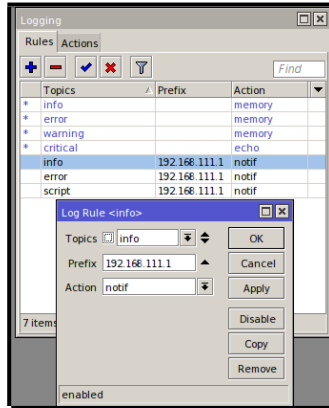 Logging
Rules Actions
Find
Topics Prefix Action
* info memory
* error memory
* warning memory
* critical echo
info 192.168.111.1 notif
error 192.168.111.1 notif
script 192.168.111.1 notif
Log Rule <info>
Topics info OK
Prefix 192.168.111.1 Cancel
Action notif Apply
7 items Disable
Copy
Remove
enabled